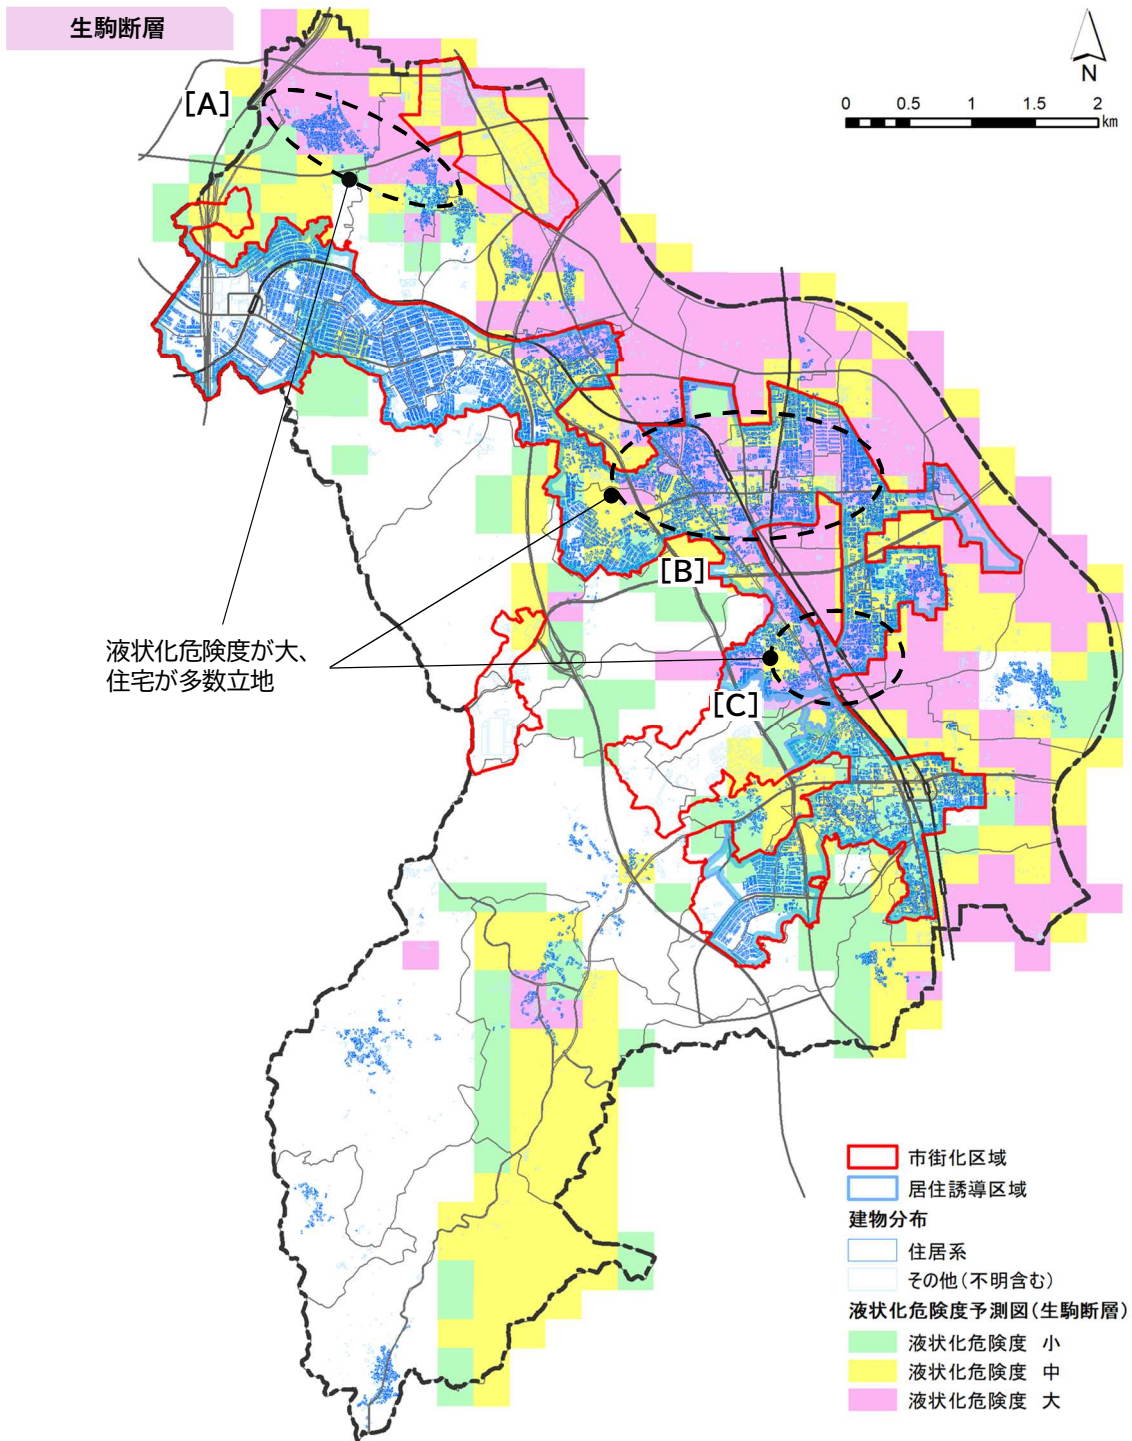 生駒断層
N
0 0.5 1 1.5 2
km
[A]
[B]
[C]
液状化危険度が大、
住宅が多数立地
市街化区域
居住誘導区域
建物分布
住居系
その他(不明含む)
液状化危険度予測図(生駒断層)
液状化危険度 小
液状化危険度 中
液状化危険度 大